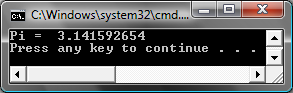 C:\Windows\system32\cmd....
Pi =  3.141592654
Press any key to continue . . .